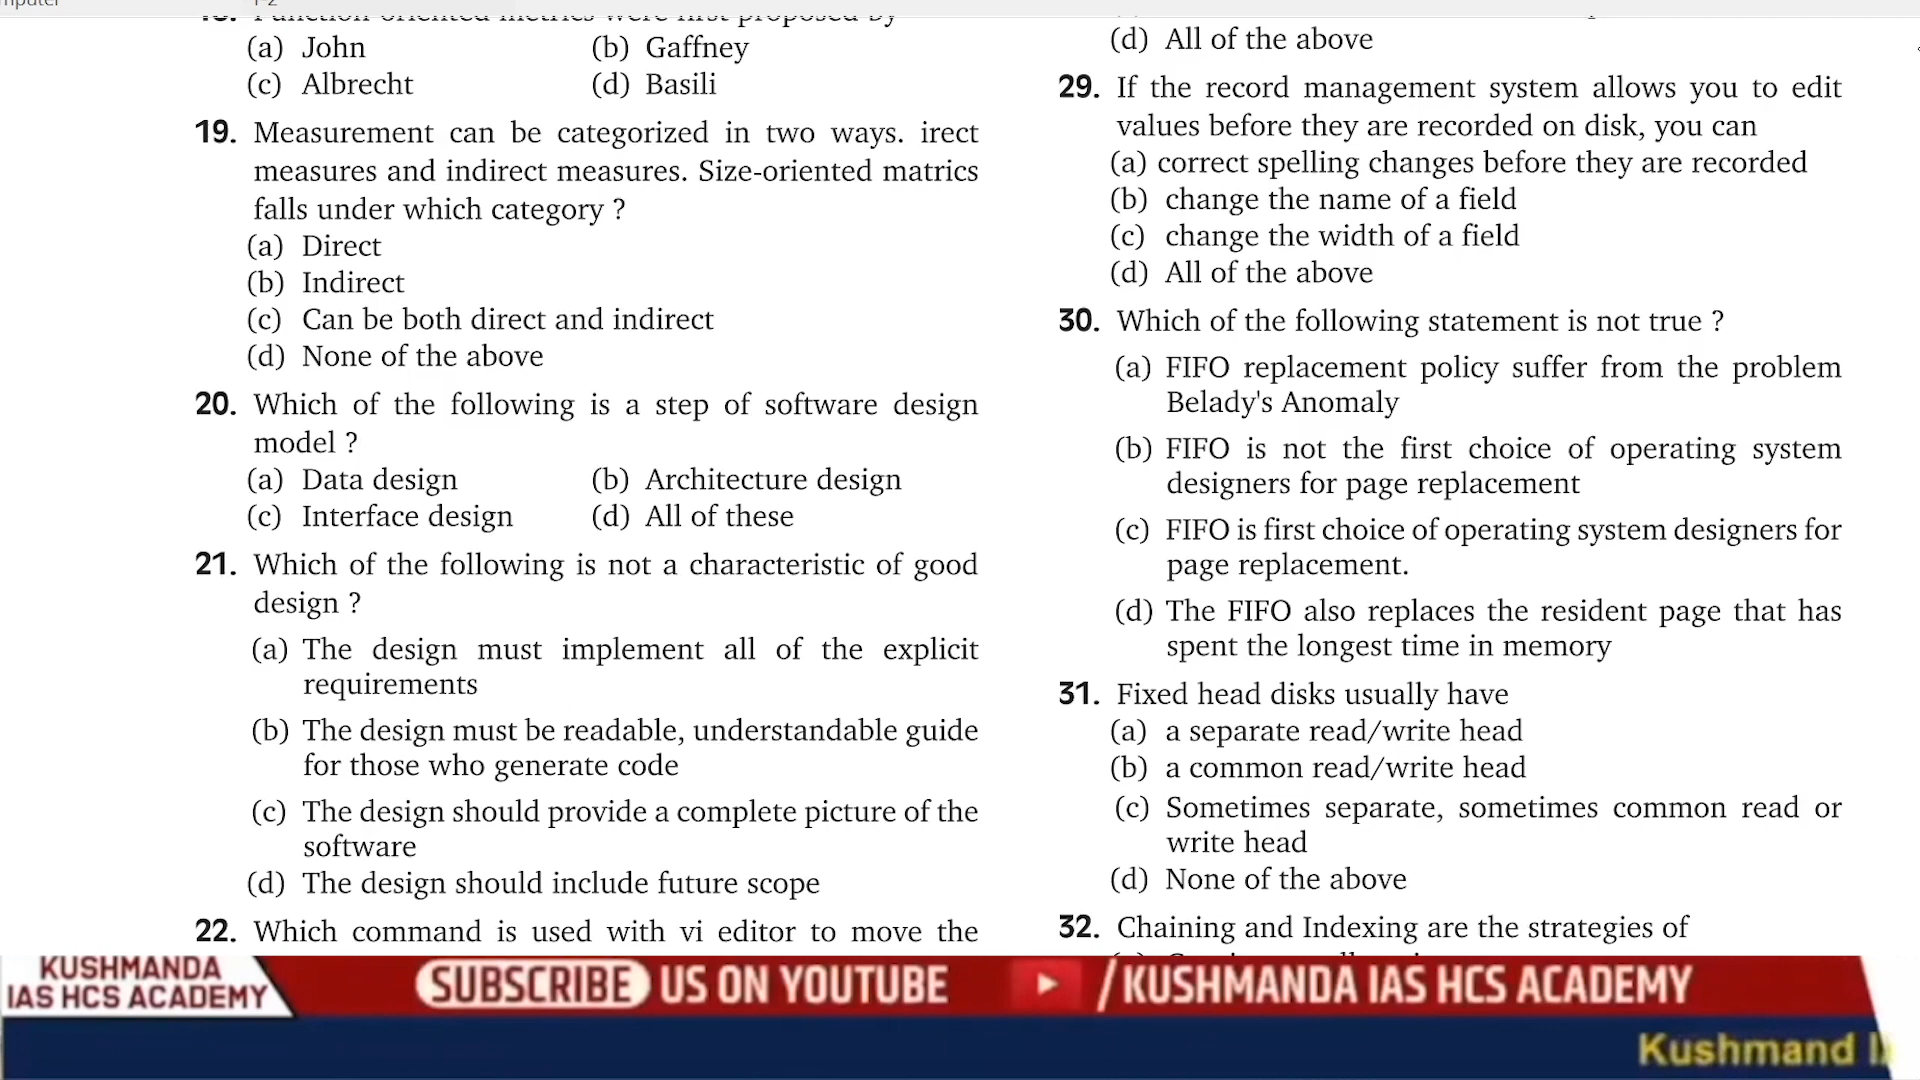 mputer
1-2
18. Function oriented metrics were first proposed by
(a) John (b) Gaffney
(c) Albrecht (d) Basili
19. Measurement can be categorized in two ways. irect
measures and indirect measures. Size-oriented matrics
falls under which category ?
(a) Direct
(b) Indirect
(c) Can be both direct and indirect
(d) None of the above
20. Which of the following is a step of software design
model ?
(a) Data design (b) Architecture design
(c) Interface design (d) All of these
21. Which of the following is not a characteristic of good
design ?
(a) The design must implement all of the explicit
requirements
(b) The design must be readable, understandable guide
for those who generate code
(c) The design should provide a complete picture of the
software
(d) The design should include future scope
22. Which command is used with vi editor to move the
(d) All of the above
29. If the record management system allows you to edit
values before they are recorded on disk, you can
(a) correct spelling changes before they are recorded
(b) change the name of a field
(c) change the width of a field
(d) All of the above
30. Which of the following statement is not true ?
(a) FIFO replacement policy suffer from the problem
Belady's Anomaly
(b) FIFO is not the first choice of operating system
designers for page replacement
(c) FIFO is first choice of operating system designers for
page replacement.
(d) The FIFO also replaces the resident page that has
spent the longest time in memory
31. Fixed head disks usually have
(a) a separate read/write head
(b) a common read/write head
(c) Sometimes separate, sometimes common read or
write head
(d) None of the above
32. Chaining and Indexing are the strategies of
KUSHMANDA
IAS HCS ACADEMY
SUBSCRIBE US ON YOUTUBE
/KUSHMANDA IAS HCS ACADEMY
Kushmand